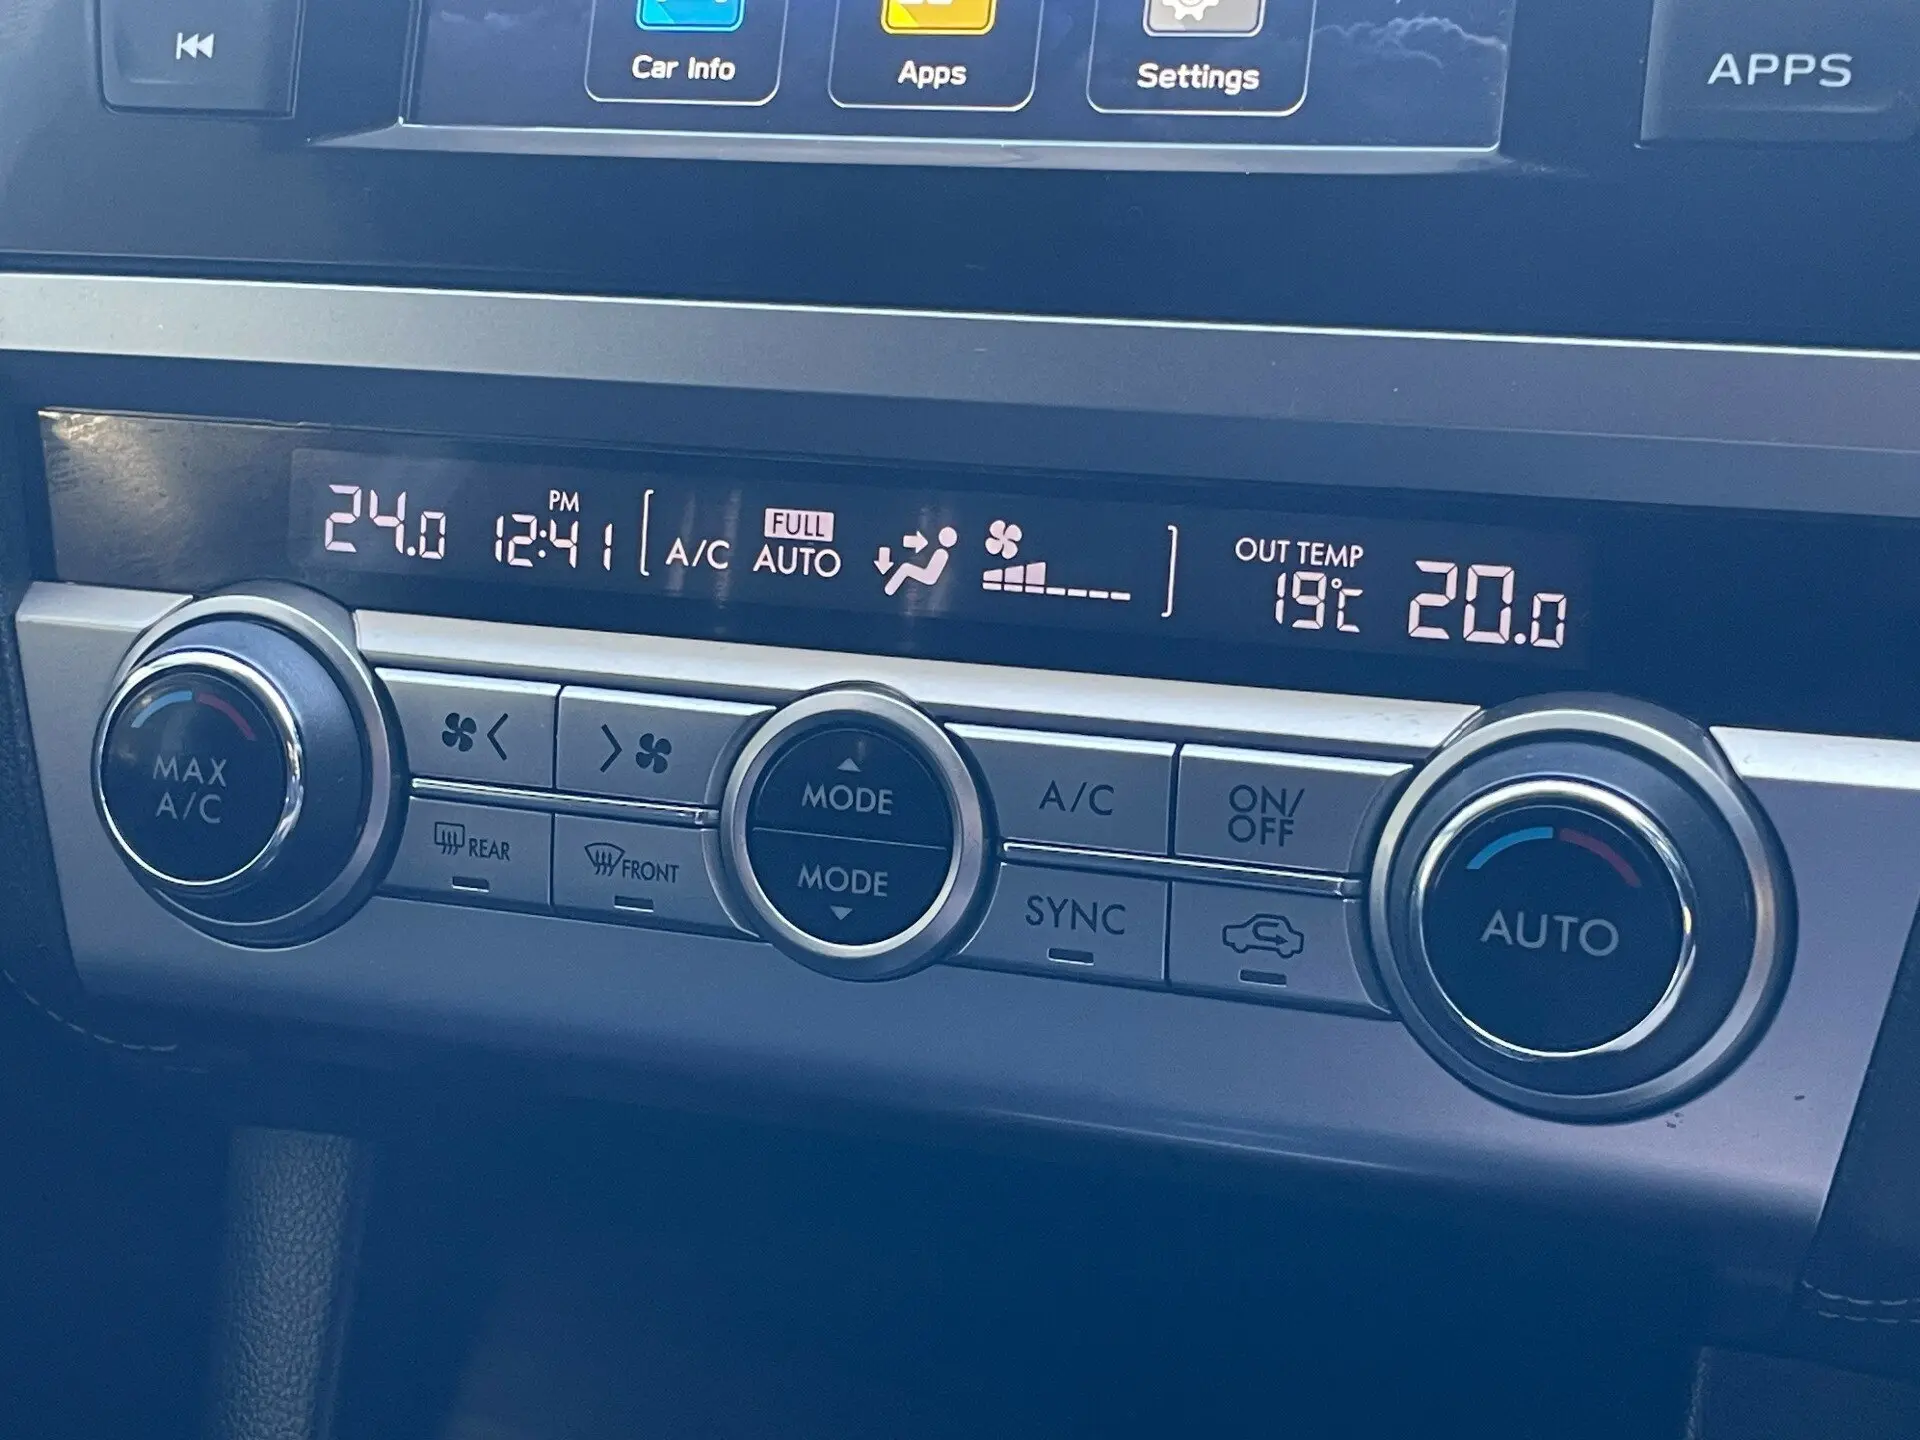 Car Info
Apps
Settings
APPS
24.0
PM
12:41
A/C
FULL
AUTO
OUT TEMP
19°C
20.0
MAX
A/C
REAR
FRONT
MODE
MODE
A/C
ON/
OFF
SYNC
AUTO